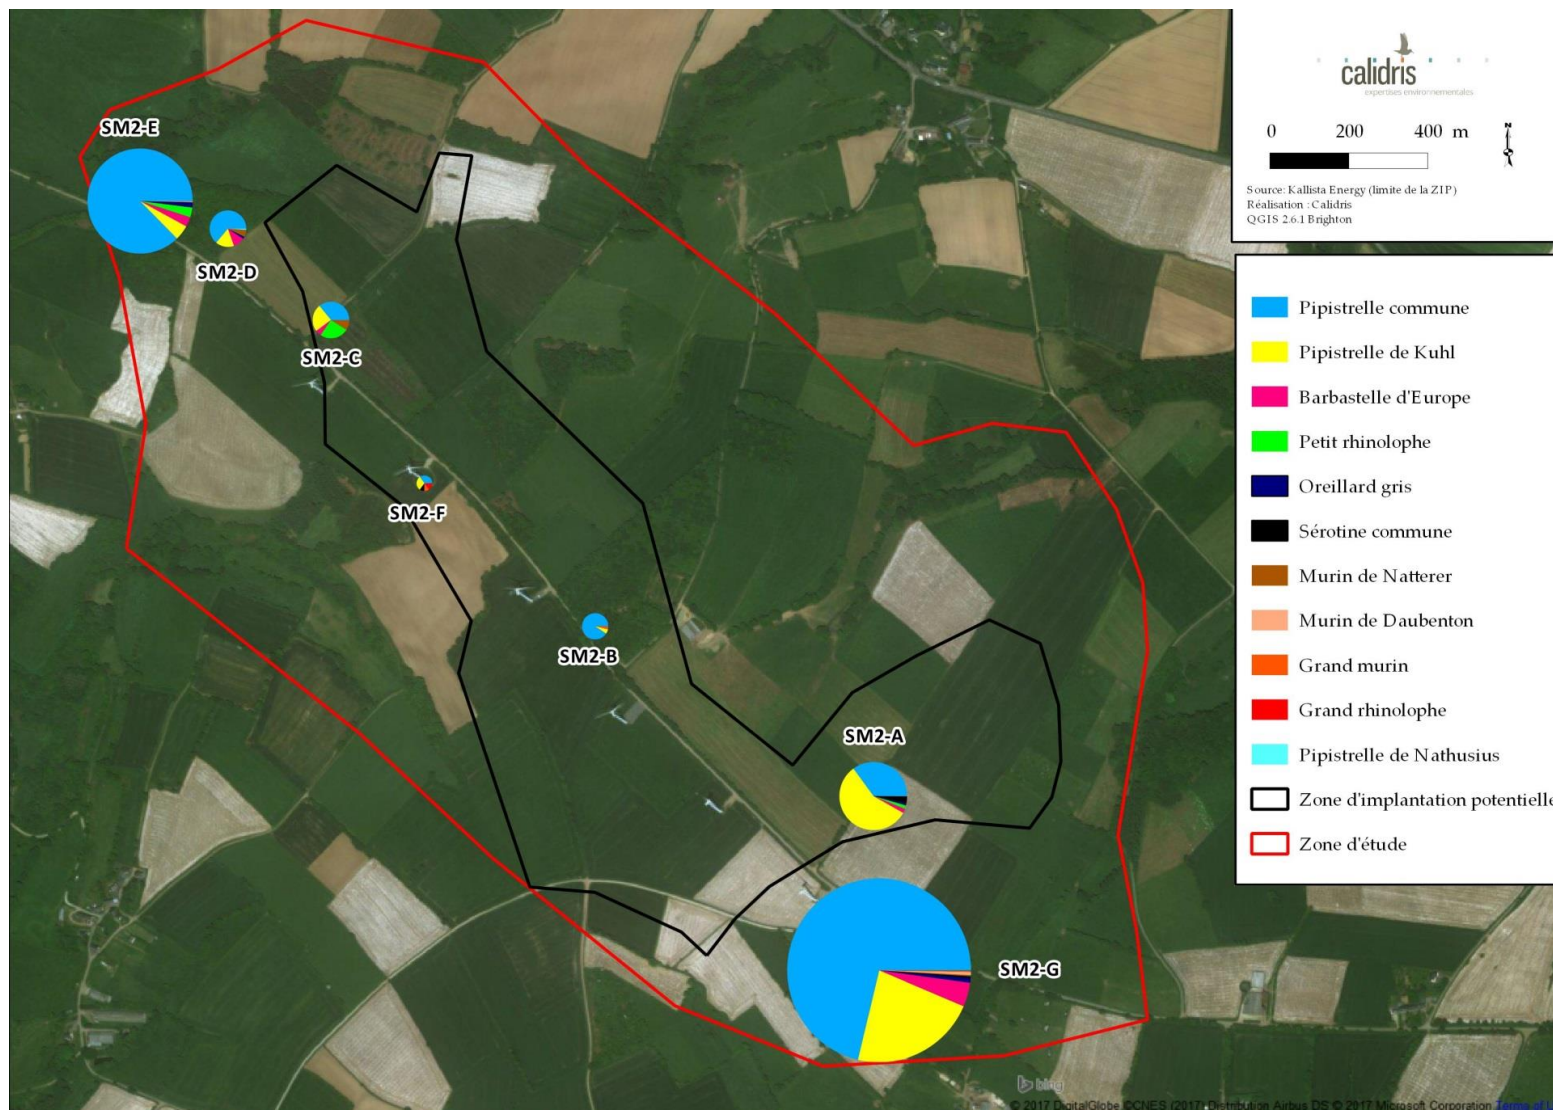 calidris
expertises environnementales
0 200 400 m
N
Source: Kallista Energy (limite de la ZIP)
Réalisation : Calidris
QGIS 2.6.1 Brighton
SM2-E
SM2-D
SM2-C
SM2-F
SM2-B
SM2-A
SM2-G
Pipistrelle commune
Pipistrelle de Kuhl
Barbastelle d'Europe
Petit rhinolophe
Oreillard gris
Sérotine commune
Murin de Natterer
Murin de Daubenton
Grand murin
Grand rhinolophe
Pipistrelle de Nathusius
Zone d'implantation potentielle
Zone d'étude
bing
© 2017 DigitalGlobe ©CNES (2017) Distribution Airbus DS © 2017 Microsoft Corporation Terms of U